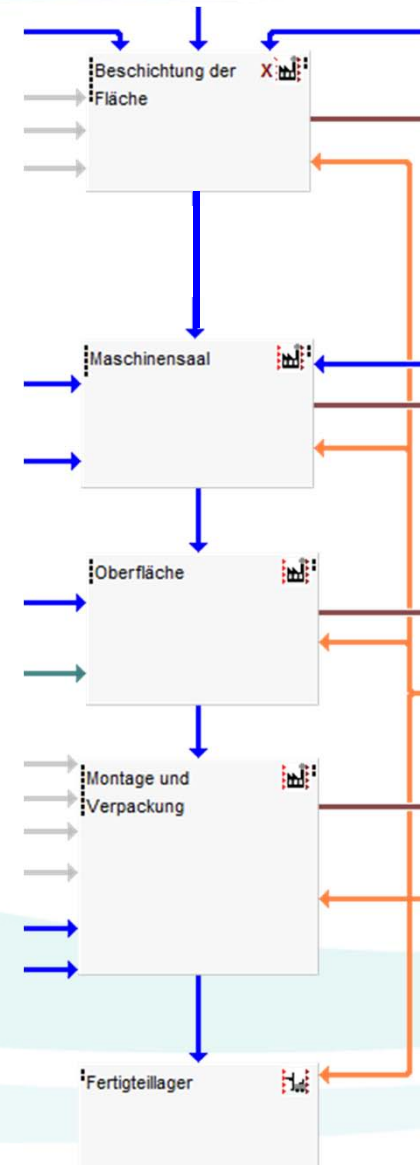 Beschichtung der X
Fläche
Maschinensaal
Oberfläche
Montage und
Verpackung
Fertigteillager